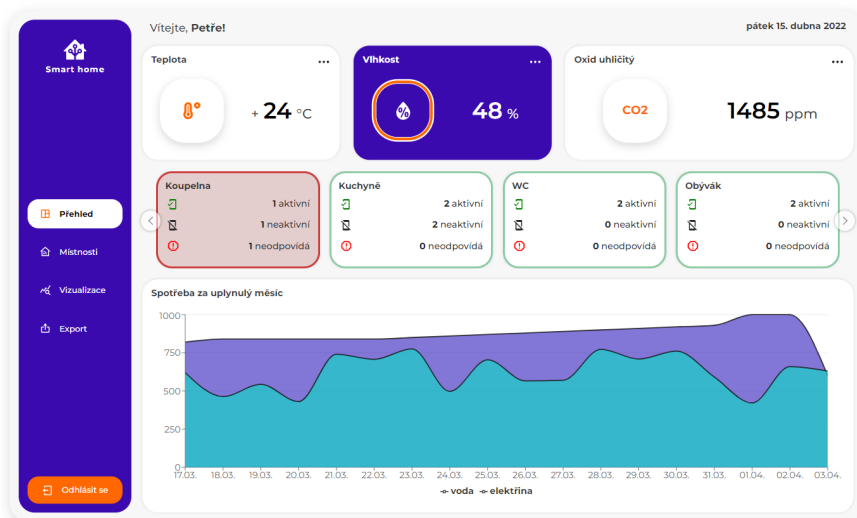 Smart home
Přehled
Místnosti
Vizualizace
Export
Odhlásit se
Vítejte, Petře!
pátek 15. dubna 2022
Teplota
+ 24 °C
Vlhkost
%
48 %
Oxid uhličitý
CO2
1485 ppm
Koupelna
1 aktivní
1 neaktivní
1 neodpovídá
Kuchyně
2 aktivní
2 neaktivní
0 neodpovídá
WC
2 aktivní
0 neaktivní
0 neodpovídá
Obývák
2 aktivní
0 neaktivní
0 neodpovídá
Spotřeba za uplynulý měsíc
1000
750
500
250
0
17.03. 18.03. 19.03. 20.03. 21.03. 22.03. 23.03. 24.03. 25.03. 26.03. 27.03. 28.03. 29.03. 30.03. 31.03. 01.04. 02.04. 03.04.
voda elektřina